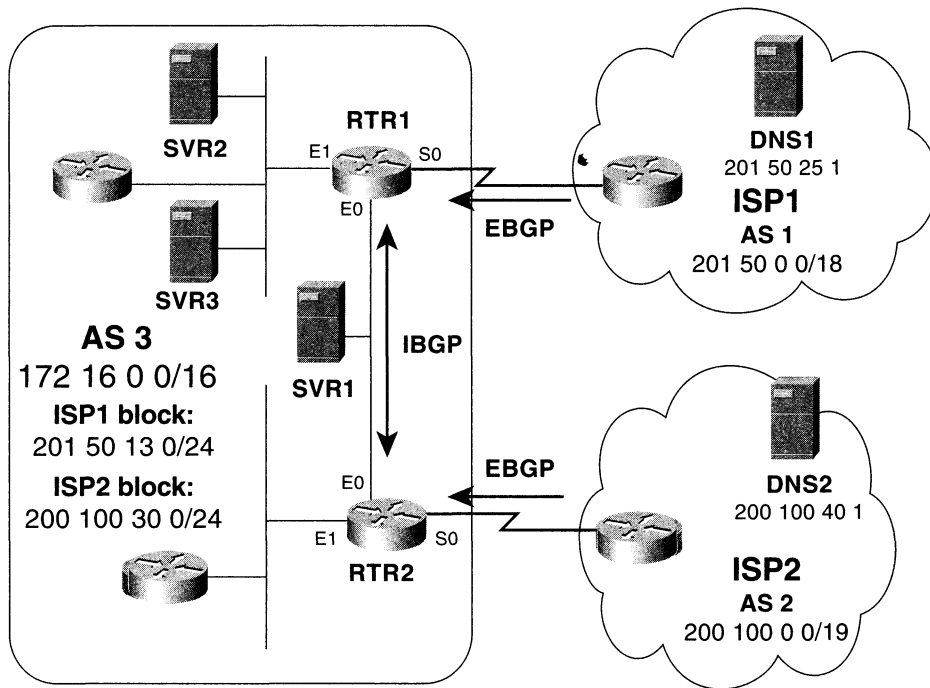 SVR2
RTR1
E1
S0
E0
SVR3
EBGP
DNS1
201 50 25 1
ISP1
AS 1
201 50 0 0/18
AS 3
172 16 0 0/16
ISP1 block:
201 50 13 0/24
ISP2 block:
200 100 30 0/24
SVR1
IBGP
E0
EBGP
E1
S0
RTR2
DNS2
200 100 40 1
ISP2
AS 2
200 100 0 0/19